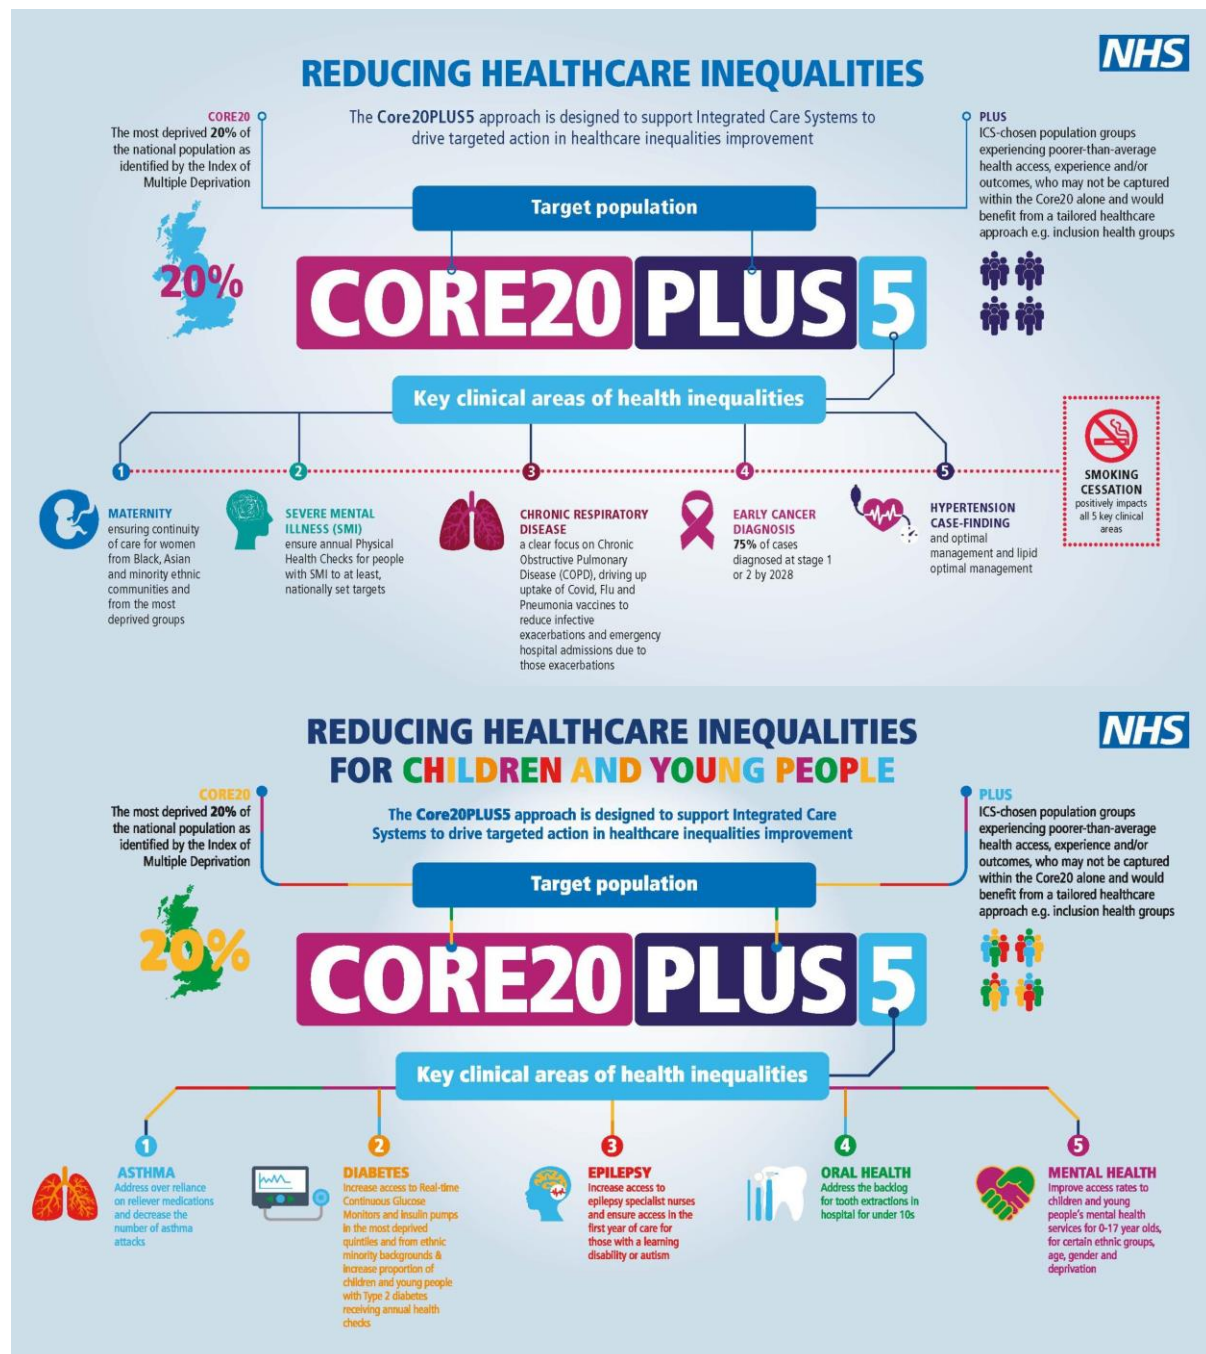 NHS
REDUCING HEALTHCARE INEQUALITIES
The Core20PLUS5 approach is designed to support Integrated Care Systems to
drive targeted action in healthcare inequalities improvement
CORE20
The most deprived 20% of
the national population as
identified by the Index of
Multiple Deprivation
20%
PLUS
ICS-chosen population groups
experiencing poorer-than-average
health access, experience and/or
outcomes, who may not be captured
within the Core20 alone and would
benefit from a tailored healthcare
approach e.g. inclusion health groups
Target population
CORE20 PLUS 5
Key clinical areas of health inequalities
1
MATERNITY
ensuring continuity
of care for women
from Black, Asian
and minority ethnic
communities and
from the most
deprived groups
2
SEVERE MENTAL
ILLNESS (SMI)
ensure annual Physical
Health Checks for people
with SMI to at least,
nationally set targets
3
CHRONIC RESPIRATORY
DISEASE
a clear focus on Chronic
Obstructive Pulmonary
Disease (COPD), driving up
uptake of Covid, Flu and
Pneumonia vaccines to
reduce infective
exacerbations and emergency
hospital admissions due to
those exacerbations
4
EARLY CANCER
DIAGNOSIS
75% of cases
diagnosed at stage 1
or 2 by 2028
5
HYPERTENSION
CASE-FINDING
and optimal
management and lipid
optimal management
SMOKING
CESSATION
positively impacts
all 5 key clinical
areas
NHS
REDUCING HEALTHCARE INEQUALITIES
FOR CHILDREN AND YOUNG PEOPLE
The Core20PLUS5 approach is designed to support Integrated Care
Systems to drive targeted action in healthcare inequalities improvement
CORE20
The most deprived 20% of
the national population as
identified by the Index of
Multiple Deprivation
20%
PLUS
ICS-chosen population groups
experiencing poorer-than-average
health access, experience and/or
outcomes, who may not be captured
within the Core20 alone and would
benefit from a tailored healthcare
approach e.g. inclusion health groups
Target population
CORE20 PLUS 5
Key clinical areas of health inequalities
1
ASTHMA
Address over reliance
on reliever medications
and decrease the
number of asthma
attacks
2
DIABETES
Increase access to Real-time
Continuous Glucose
Monitors and insulin pumps
in the most deprived
quintiles and from ethnic
minority backgrounds &
increase proportion of
children and young people
with Type 2 diabetes
receiving annual health
checks
3
EPILEPSY
Increase access to
epilepsy specialist nurses
and ensure access in the
first year of care for
those with a learning
disability or autism
4
ORAL HEALTH
Address the backlog
for tooth extractions in
hospital for under 10s
5
MENTAL HEALTH
Improve access rates to
children and young
people's mental health
services for 0-17 year olds,
for certain ethnic groups,
age, gender and
deprivation